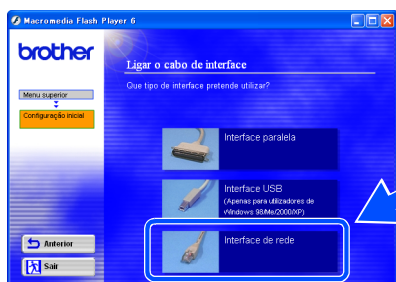 Macromedia Flash Player 6
brother
Ligar o cabo de interface
Que tipo de interface pretende utilizar?
Menu superior
Configuração inicial
Interface paralela
Interface USB
(Apenas para utilizadores de
Windows 98/Me/2000/XP)
Interface de rede
Anterior
Sair